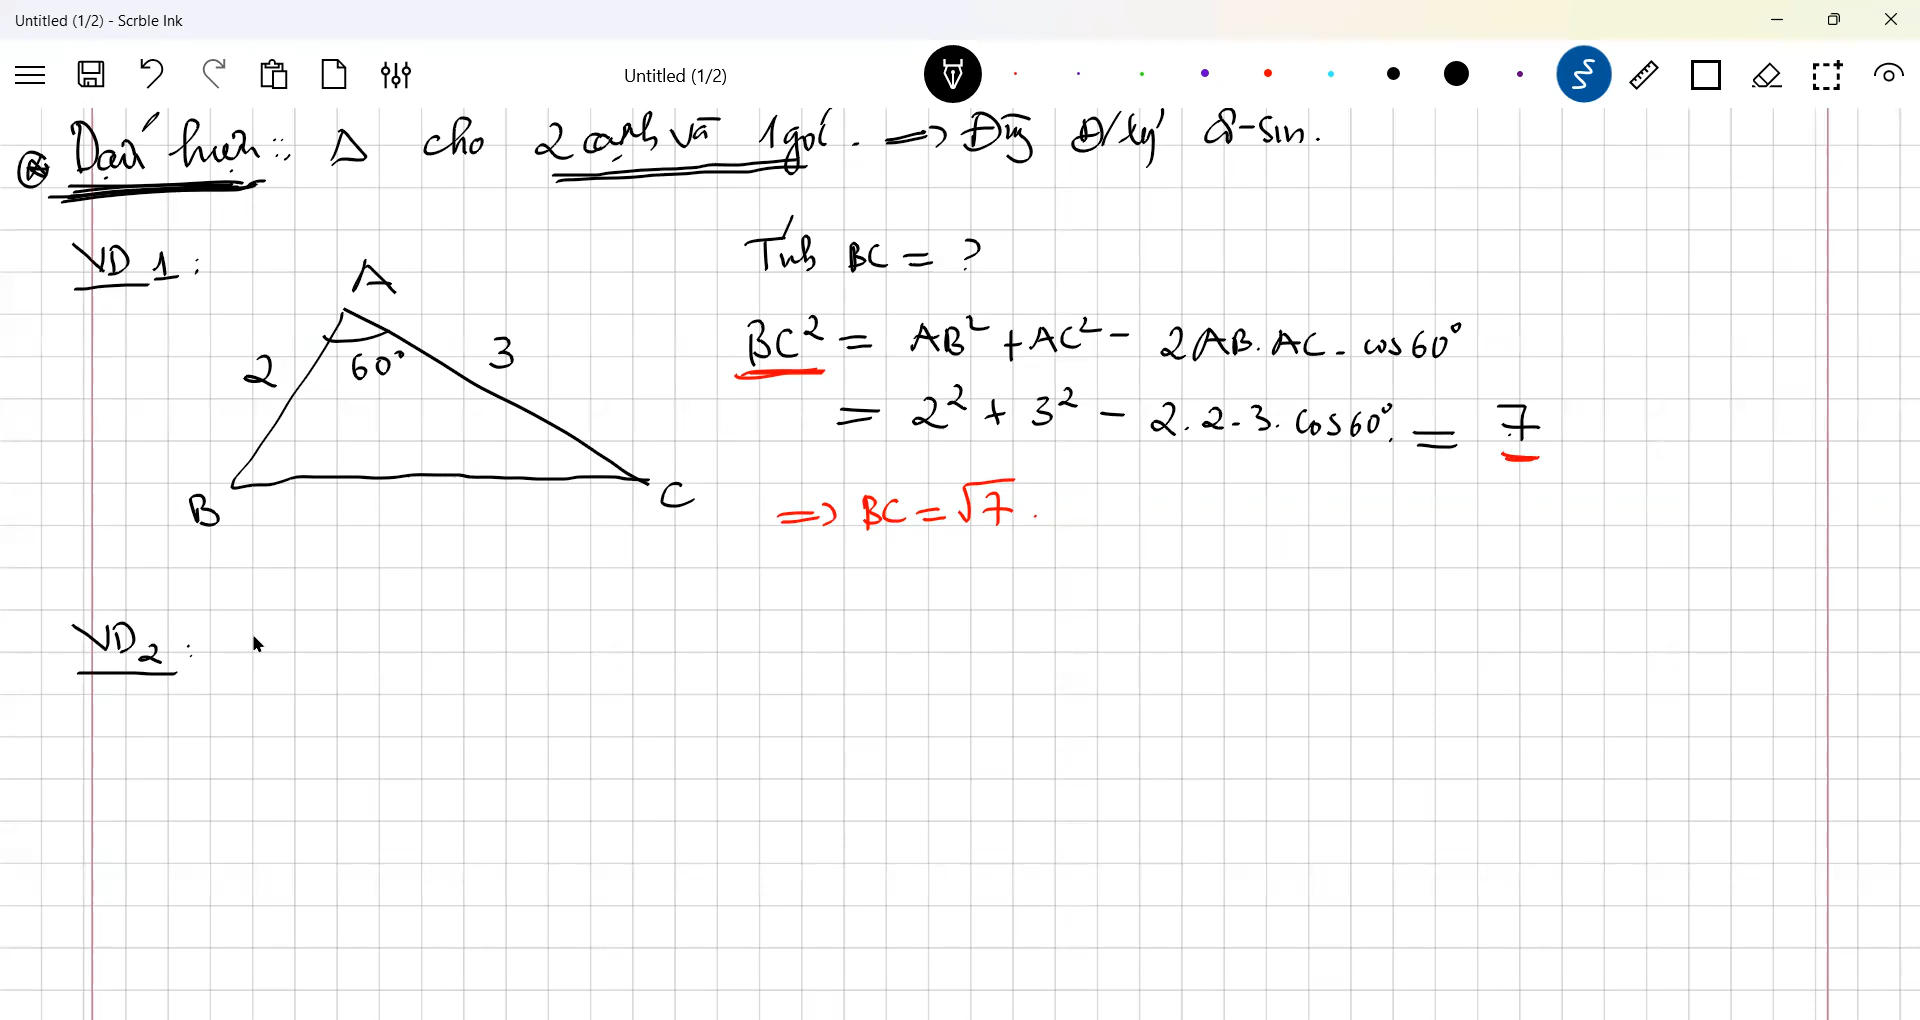 Untitled (1/2) - Scrble Ink
Untitled (1/2)
Dấu hiệu: Δ cho 2 cạnh và 1 góc. => Dùng Đ/lý cô-sin.
VD 1:
Tính BC = ?
A
2
60°
3
B
C
BC² = AB² + AC² - 2AB.AC.cos60°
= 2² + 3² - 2.2.3.cos60° = 7
=> BC = √7.
VD2: